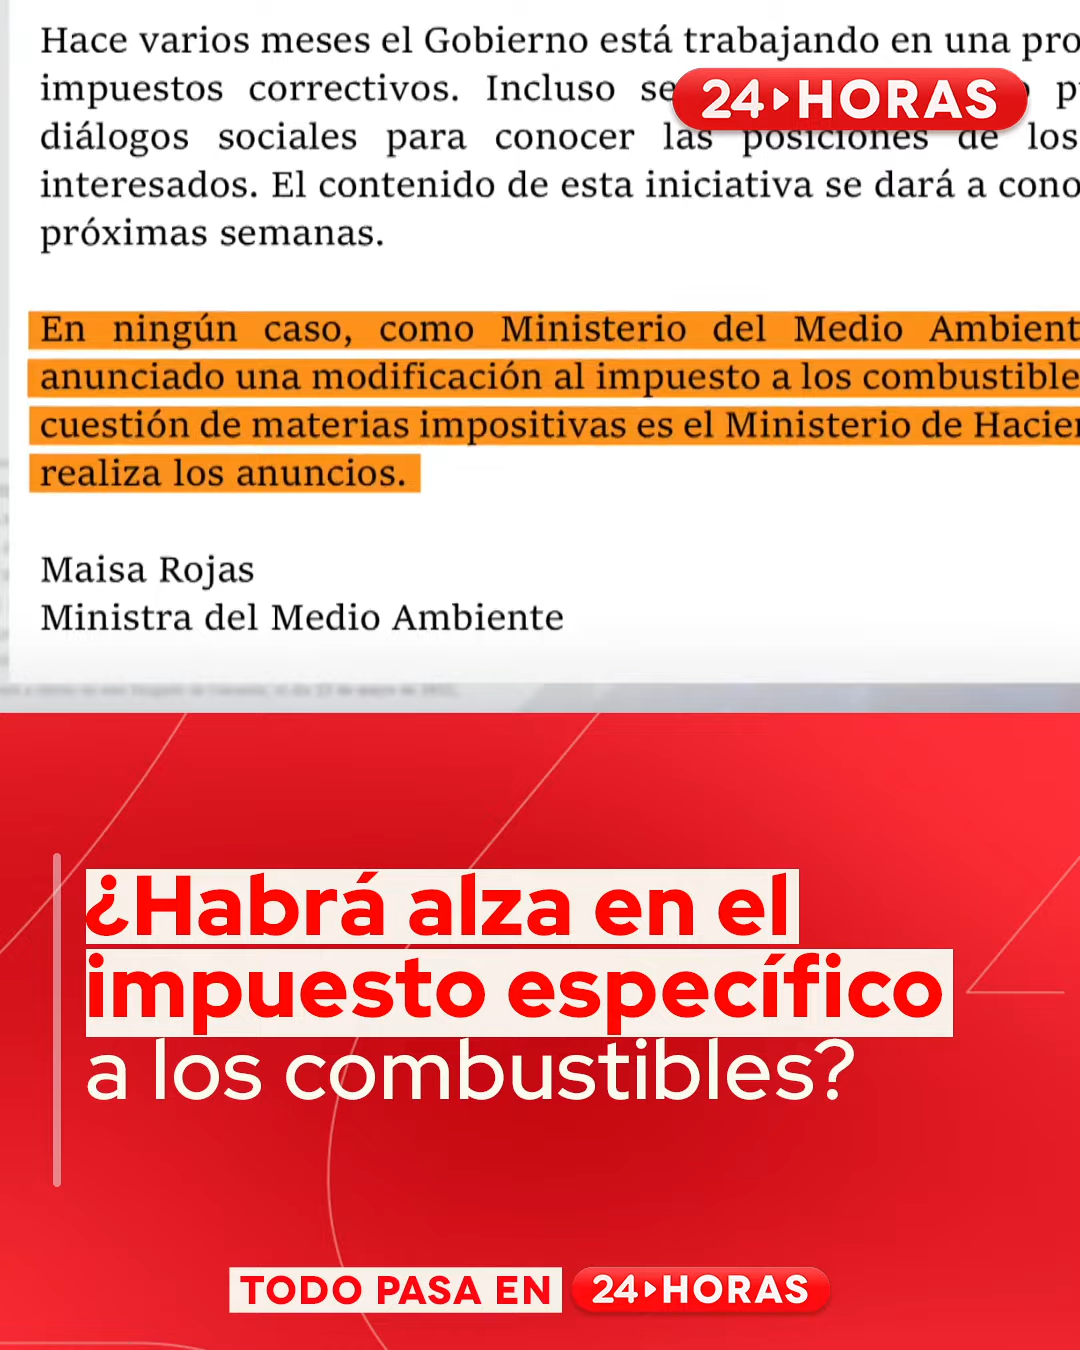 Hace varios meses el Gobierno está trabajando en una pro
impuestos correctivos. Incluso se
24 HORAS
diálogos sociales para conocer las posiciones de los
interesados. El contenido de esta iniciativa se dará a cono
próximas semanas.
En ningún caso, como Ministerio del Medio Ambient
anunciado una modificación al impuesto a los combustible
cuestión de materias impositivas es el Ministerio de Hacien
realiza los anuncios.
Maisa Rojas
Ministra del Medio Ambiente
¿Habrá alza en el
impuesto específico
a los combustibles?
TODO PASA EN 24 HORAS